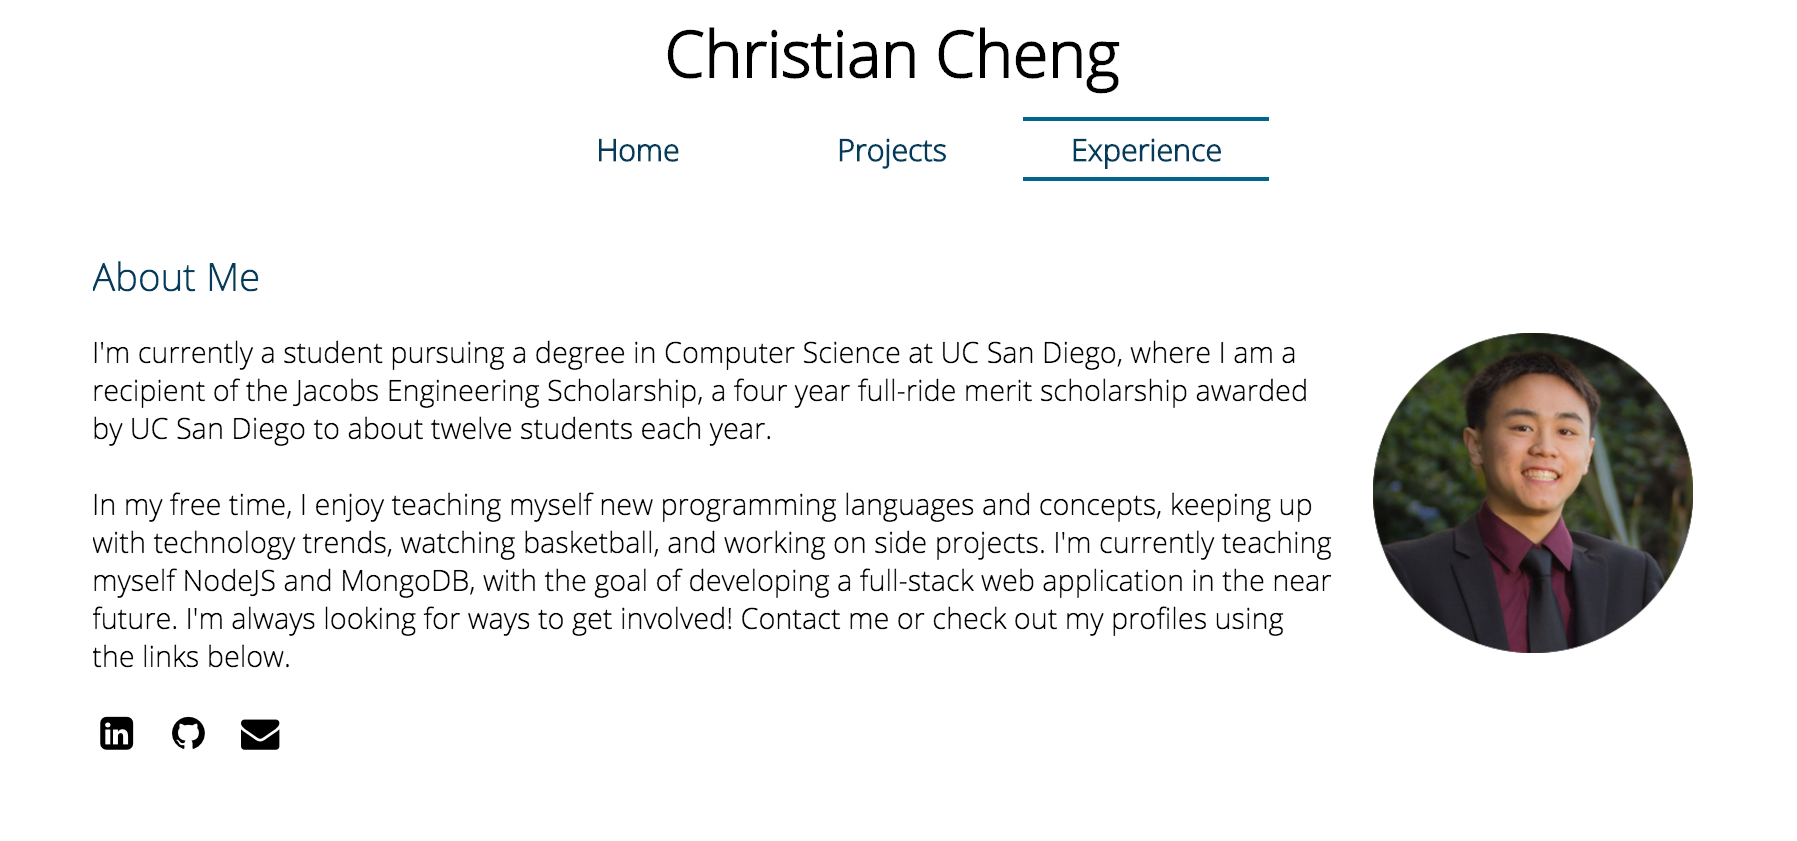 Christian Cheng
Home Projects Experience
About Me
I'm currently a student pursuing a degree in Computer Science at UC San Diego, where I am a
recipient of the Jacobs Engineering Scholarship, a four year full-ride merit scholarship awarded
by UC San Diego to about twelve students each year.
In my free time, I enjoy teaching myself new programming languages and concepts, keeping up
with technology trends, watching basketball, and working on side projects. I'm currently teaching
myself NodeJS and MongoDB, with the goal of developing a full-stack web application in the near
future. I'm always looking for ways to get involved! Contact me or check out my profiles using
the links below.
in